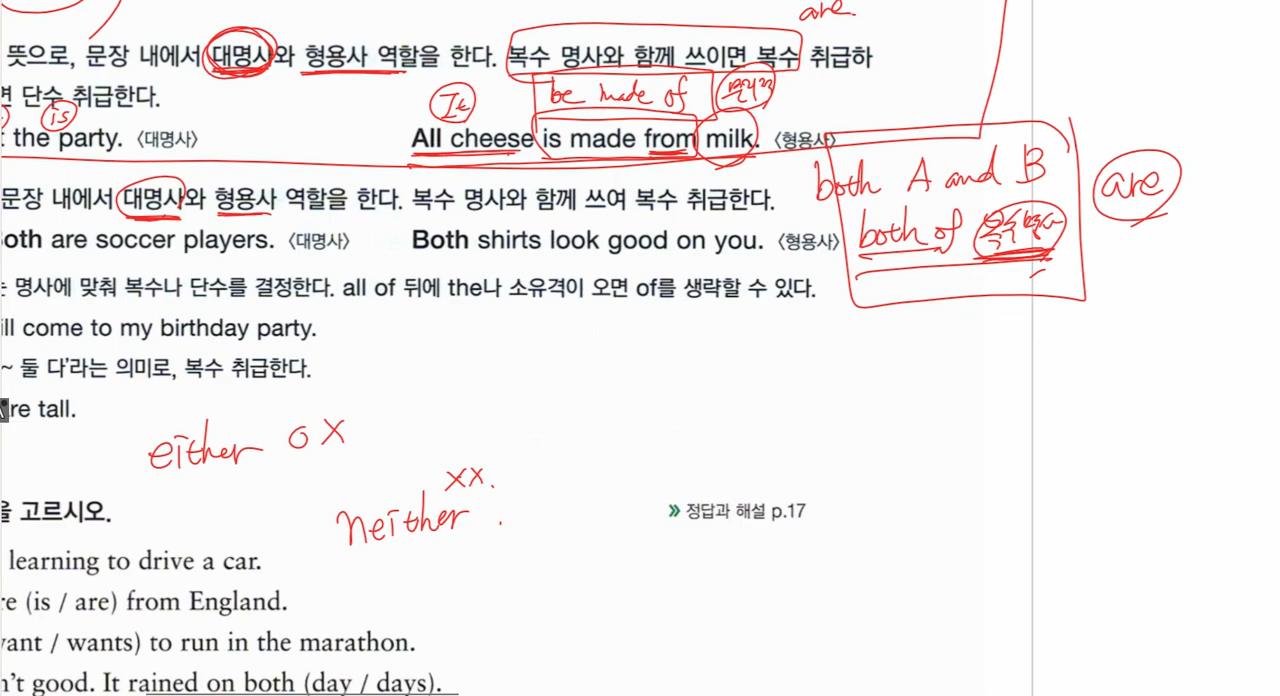 are.
뜻으로, 문장 내에서 대명사와 형용사 역할을 한다. 복수 명사와 함께 쓰이면 복수 취급하
면 단수 취급한다.
is
It
be made of
the party. 〈대명사〉
All cheese is made from milk. 〈형용사〉
both A and B
are
문장 내에서 대명사와 형용사 역할을 한다. 복수 명사와 함께 쓰여 복수 취급한다.
both of 복수명사
oth are soccer players. 〈대명사〉
Both shirts look good on you. 〈형용사〉
는 명사에 맞춰 복수나 단수를 결정한다. all of 뒤에 the나 소유격이 오면 of를 생략할 수 있다.
ill come to my birthday party.
~ 둘 다’라는 의미로, 복수 취급한다.
re tall.
either O X
XX.
neither .
을 고르시오.
» 정답과 해설 p.17
learning to drive a car.
re (is / are) from England.
vant / wants) to run in the marathon.
n't good. It rained on both (day / days).